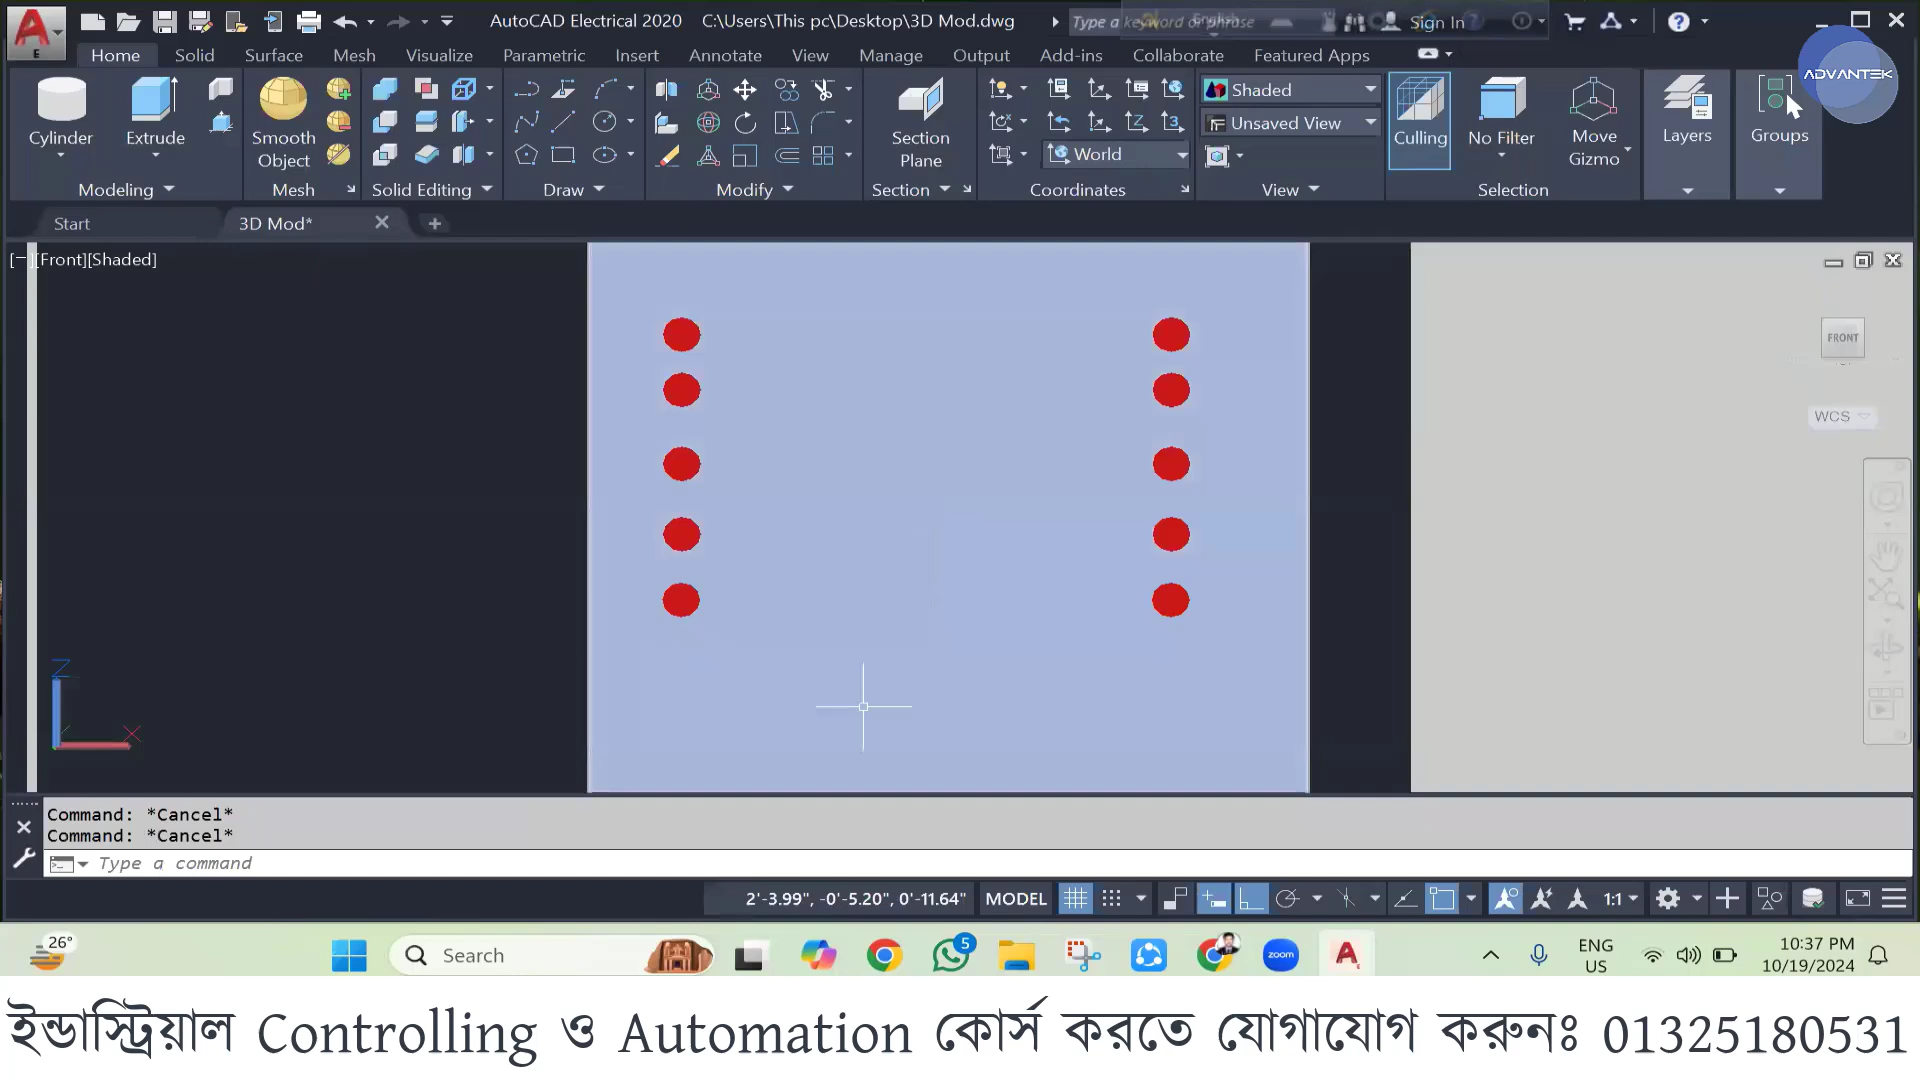 AutoCAD Electrical 2020 C:\Users\This pc\Desktop\3D Mod.dwg
Type a keyword or phrase
Sign In
Home Solid Surface Mesh Visualize Parametric Insert Annotate View Manage Output Add-ins Collaborate Featured Apps
ADVANTEK
Shaded
Unsaved View
World
Cylinder
Extrude
Smooth Object
Section Plane
Culling
No Filter
Move Gizmo
Layers
Groups
Modeling Mesh Solid Editing Draw Modify Section Coordinates View Selection
Start 3D Mod*
[−][Front][Shaded]
FRONT
WCS
Z
X
Command: *Cancel*
Command: *Cancel*
Type a command
2'-3.99", -0'-5.20", 0'-11.64" MODEL 1:1
26°
Search
5
zoom
ENG
US
10:37 PM
10/19/2024
ইন্ডাস্ট্রিয়াল Controlling ও Automation কোর্স করতে যোগাযোগ করুনঃ 01325180531